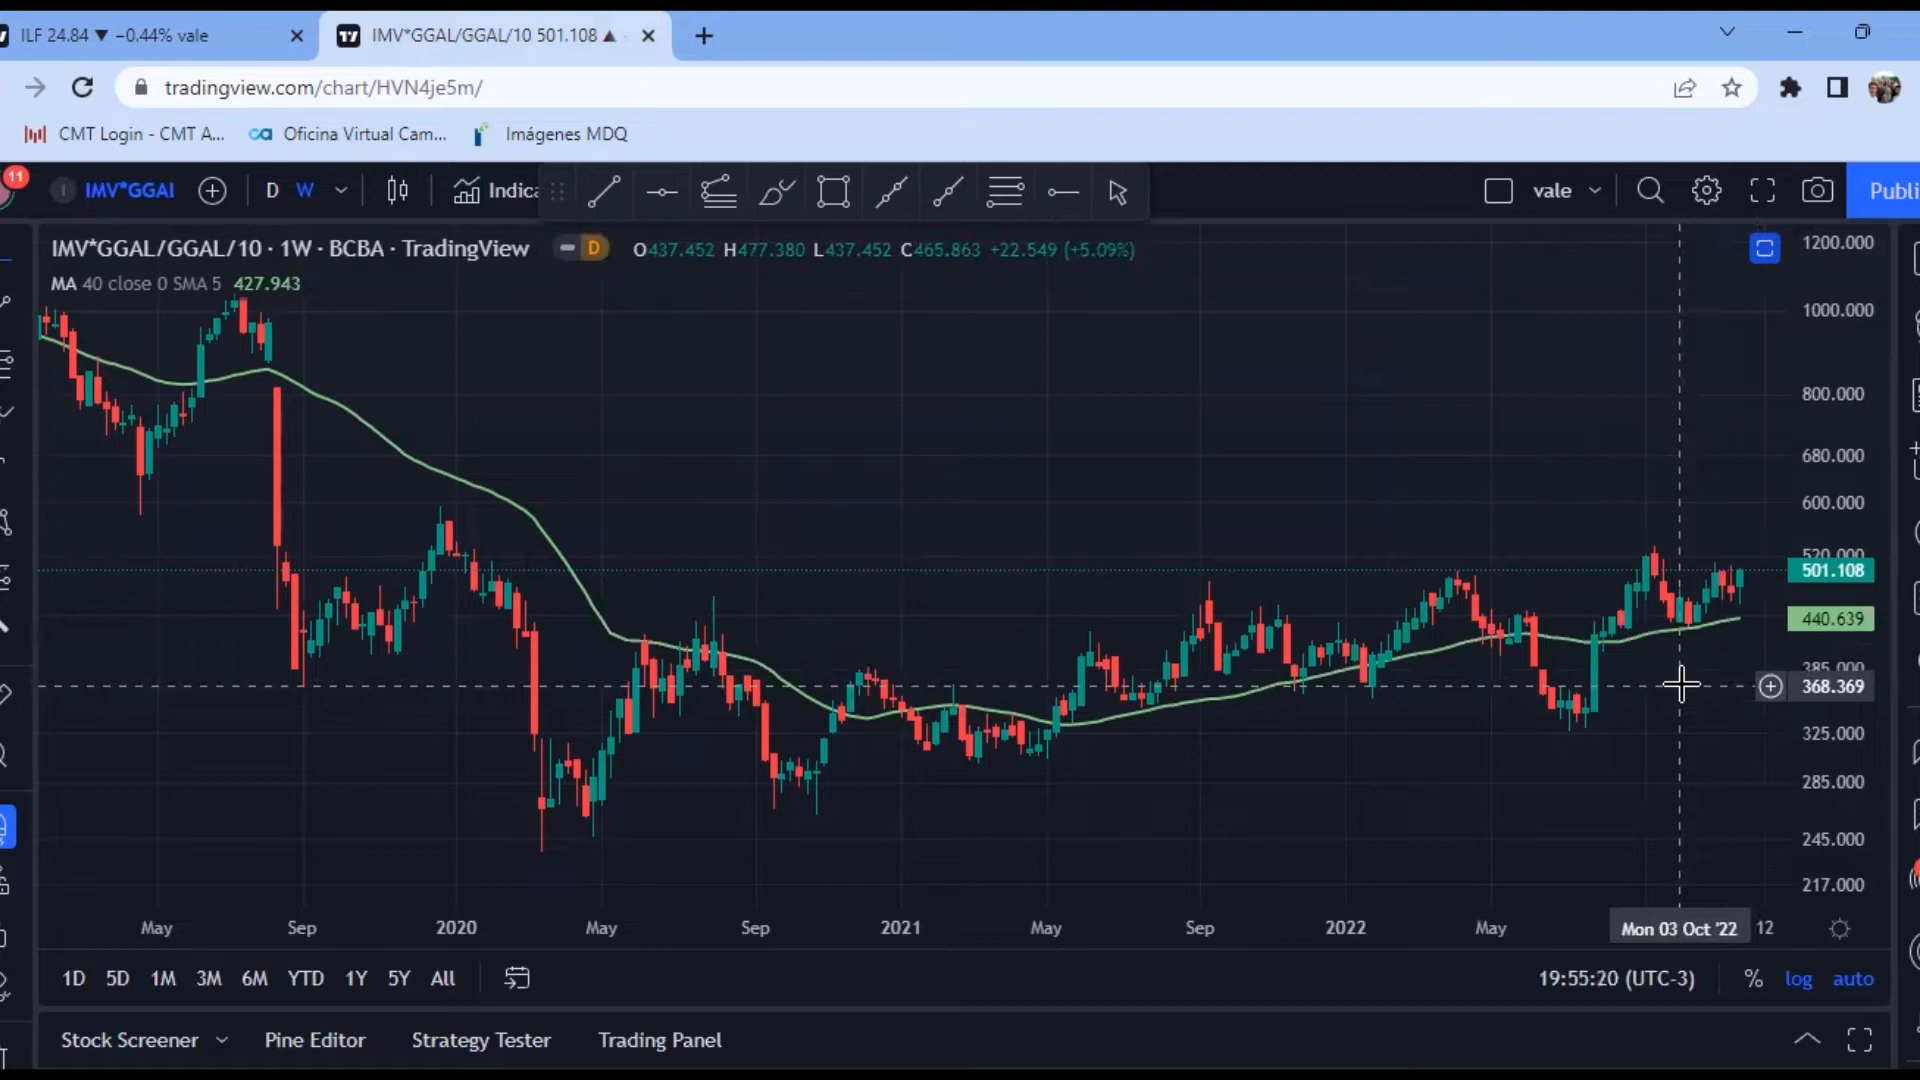 ILF 24.84 ▼ −0.44% vale
IMV*GGAL/GGAL/10 501.108 ▲
tradingview.com/chart/HVN4je5m/
CMT Login - CMT A...
Oficina Virtual Cam...
Imágenes MDQ
11
IMV*GGAL
D
W
Indica
vale
Publi
IMV*GGAL/GGAL/10 · 1W · BCBA · TradingView
D
O437.452 H477.380 L437.452 C465.863 +22.549 (+5.09%)
MA 40 close 0 SMA 5 427.943
1200.000
1000.000
800.000
680.000
600.000
520.000
501.108
440.639
385.000
368.369
325.000
285.000
245.000
217.000
May
Sep
2020
May
Sep
2021
May
Sep
2022
May
Mon 03 Oct '22
12
1D 5D 1M 3M 6M YTD 1Y 5Y All
19:55:20 (UTC-3)
%
log
auto
Stock Screener
Pine Editor
Strategy Tester
Trading Panel